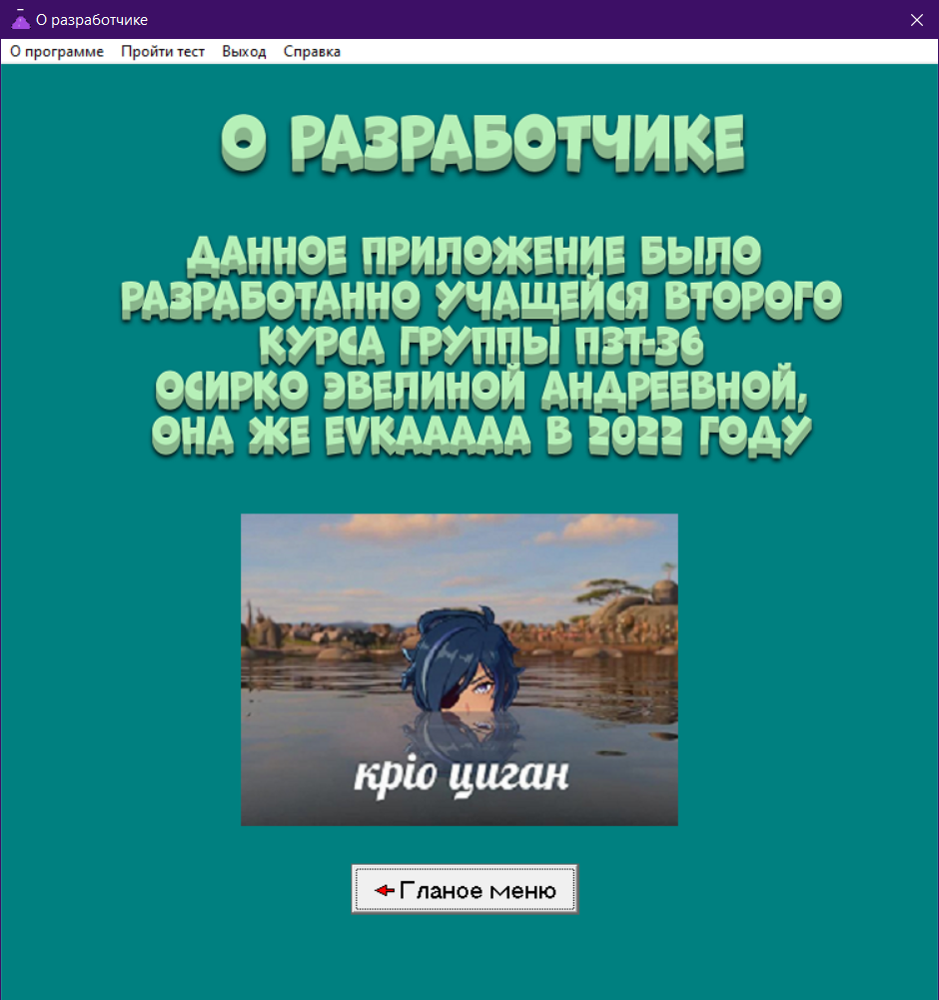 О разработчике
О программе Пройти тест Выход Справка
О РАЗРАБОТЧИКЕ
ДАННОЕ ПРИЛОЖЕНИЕ БЫЛО
РАЗРАБОТАННО УЧАЩЕЙСЯ ВТОРОГО
КУРСА ГРУППЫ ПЗТ-36
ОСИРКО ЭВЕЛИНОЙ АНДРЕЕВНОЙ,
ОНА ЖЕ EVKAAAAA В 2022 ГОДУ
кріо циган
Гланое меню